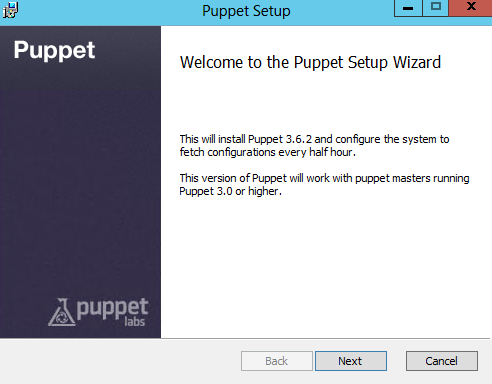 Puppet Setup
Puppet
Welcome to the Puppet Setup Wizard
This will install Puppet 3.6.2 and configure the system to
fetch configurations every half hour.
This version of Puppet will work with puppet masters running
Puppet 3.0 or higher.
puppet
labs
Back
Next
Cancel